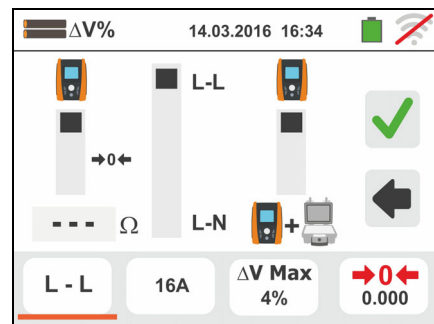 ΔV%
14.03.2016 16:34
L-L
→0←
--- Ω
L-N
+
L - L
16A
ΔV Max
4%
→0←
0.000